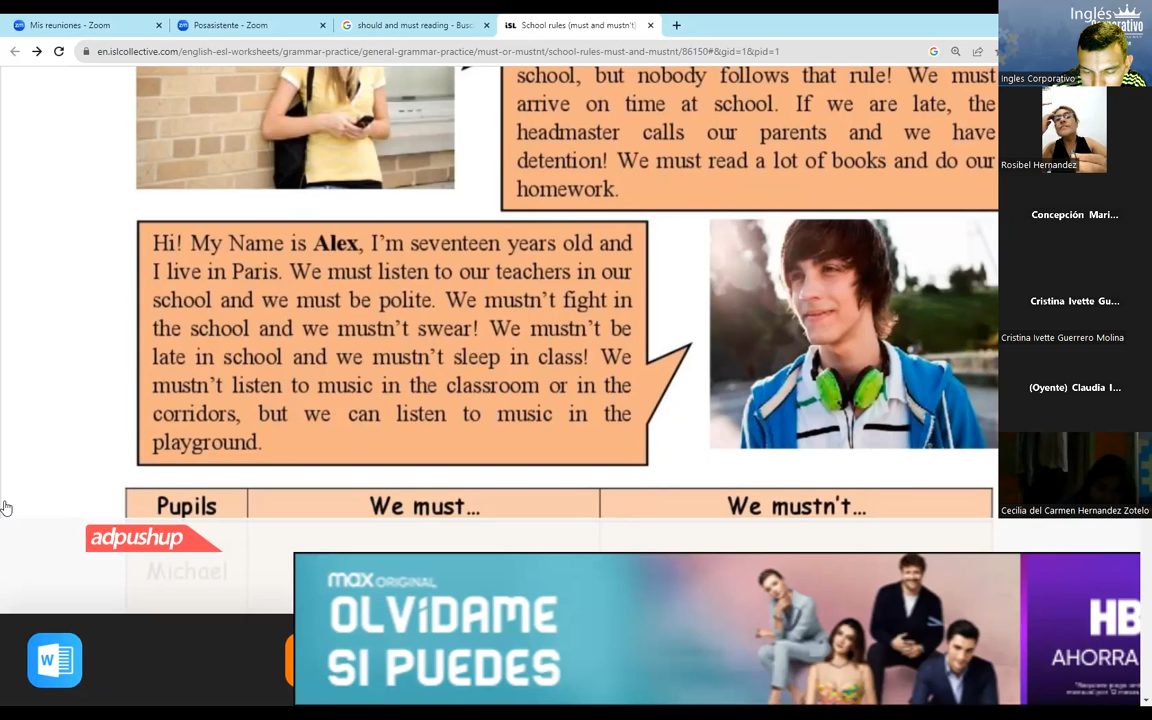 Mis reuniones - Zoom
Posasistente - Zoom
should and must reading - Busc
iSL School rules (must and mustn't)
en.islcollective.com/english-esl-worksheets/grammar-practice/general-grammar-practice/must-or-mustnt/school-rules-must-and-mustnt/86150#&gid=1&pid=1
school, but nobody follows that rule! We must
arrive on time at school. If we are late, the
headmaster calls our parents and we have
detention! We must read a lot of books and do our
homework.
Hi! My Name is Alex, I'm seventeen years old and
I live in Paris. We must listen to our teachers in our
school and we must be polite. We mustn't fight in
the school and we mustn't swear! We mustn't be
late in school and we mustn't sleep in class! We
mustn't listen to music in the classroom or in the
corridors, but we can listen to music in the
playground.
Pupils We must... We mustn't...
Michael
adpushup
max ORIGINAL
OLVÍDAME
SI PUEDES
HB
AHORRA
W
Inglés
Ingles Corporativo
Rosibel Hernandez
Concepción Mari...
Cristina Ivette Gu...
Cristina Ivette Guerrero Molina
(Oyente) Claudia I...
Cecilia del Carmen Hernandez Zotelo